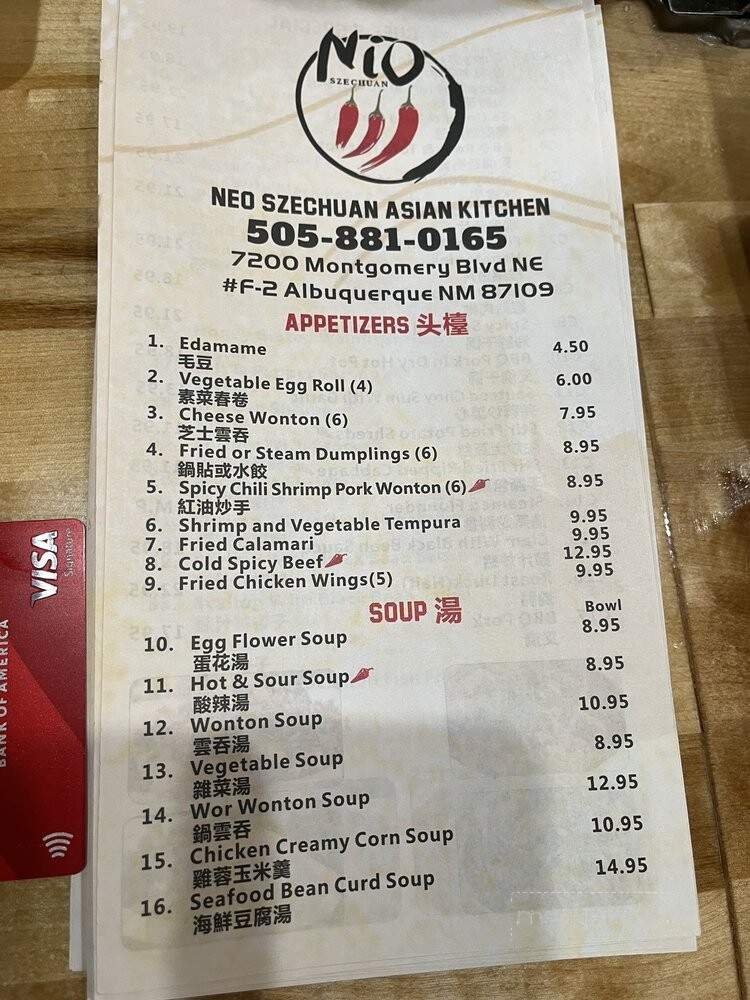 NiO
SZECHUAN
NEO SZECHUAN ASIAN KITCHEN
505-881-0165
7200 Montgomery Blvd NE
#F-2 Albuquerque NM 87109
APPETIZERS 头檯
1. Edamame 4.50
毛豆
2. Vegetable Egg Roll (4) 6.00
素菜春卷
3. Cheese Wonton (6) 7.95
芝士雲吞
4. Fried or Steam Dumplings (6) 8.95
鍋貼或水餃
5. Spicy Chili Shrimp Pork Wonton (6) 8.95
紅油炒手
6. Shrimp and Vegetable Tempura 9.95
7. Fried Calamari 9.95
8. Cold Spicy Beef 12.95
9. Fried Chicken Wings(5) 9.95
SOUP 湯 Bowl
10. Egg Flower Soup 8.95
蛋花湯
11. Hot & Sour Soup 8.95
酸辣湯
12. Wonton Soup 10.95
雲吞湯
13. Vegetable Soup 8.95
雜菜湯
14. Wor Wonton Soup 12.95
鍋雲吞
15. Chicken Creamy Corn Soup 10.95
雞蓉玉米羹
16. Seafood Bean Curd Soup 14.95
海鮮豆腐湯
VISA
Signature
BANK OF AMERICA